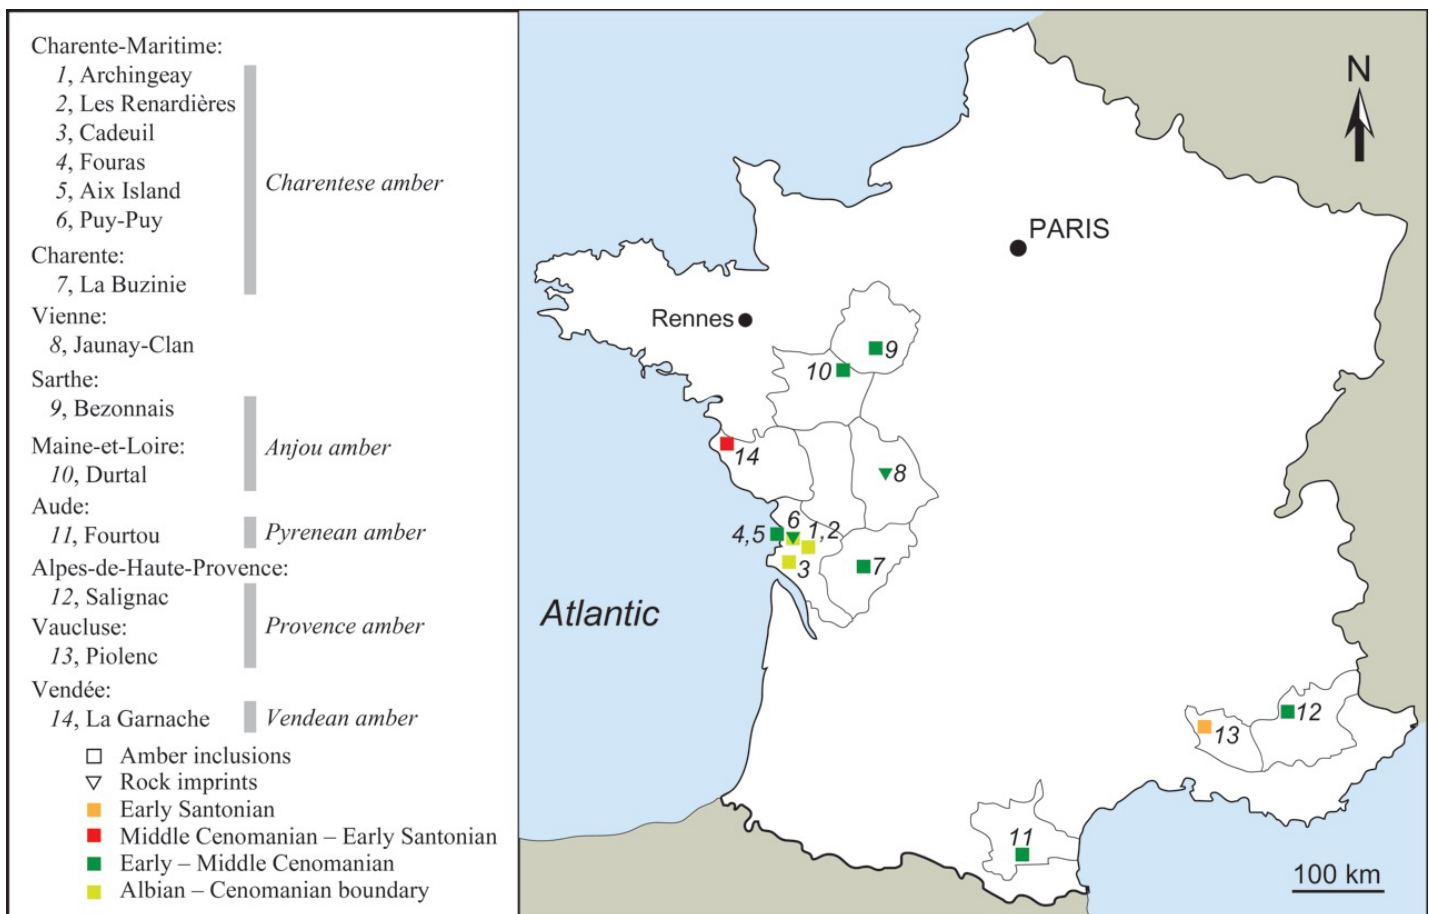 Charente-Maritime:
1, Archingeay
2, Les Renardières
3, Cadeuil
4, Fouras
5, Aix Island
6, Puy-Puy
Charentese amber
Charente:
7, La Buzinie
Vienne:
8, Jaunay-Clan
Sarthe:
9, Bezonnais
Maine-et-Loire:
10, Durtal
Anjou amber
Aude:
11, Fourtou
Pyrenean amber
Alpes-de-Haute-Provence:
12, Salignac
Vaucluse:
13, Piolenc
Provence amber
Vendée:
14, La Garnache
Vendean amber
Amber inclusions
Rock imprints
Early Santonian
Middle Cenomanian – Early Santonian
Early – Middle Cenomanian
Albian – Cenomanian boundary
N
PARIS
Rennes
9
10
14
8
6
4,5
1,2
3
7
Atlantic
12
13
11
100 km